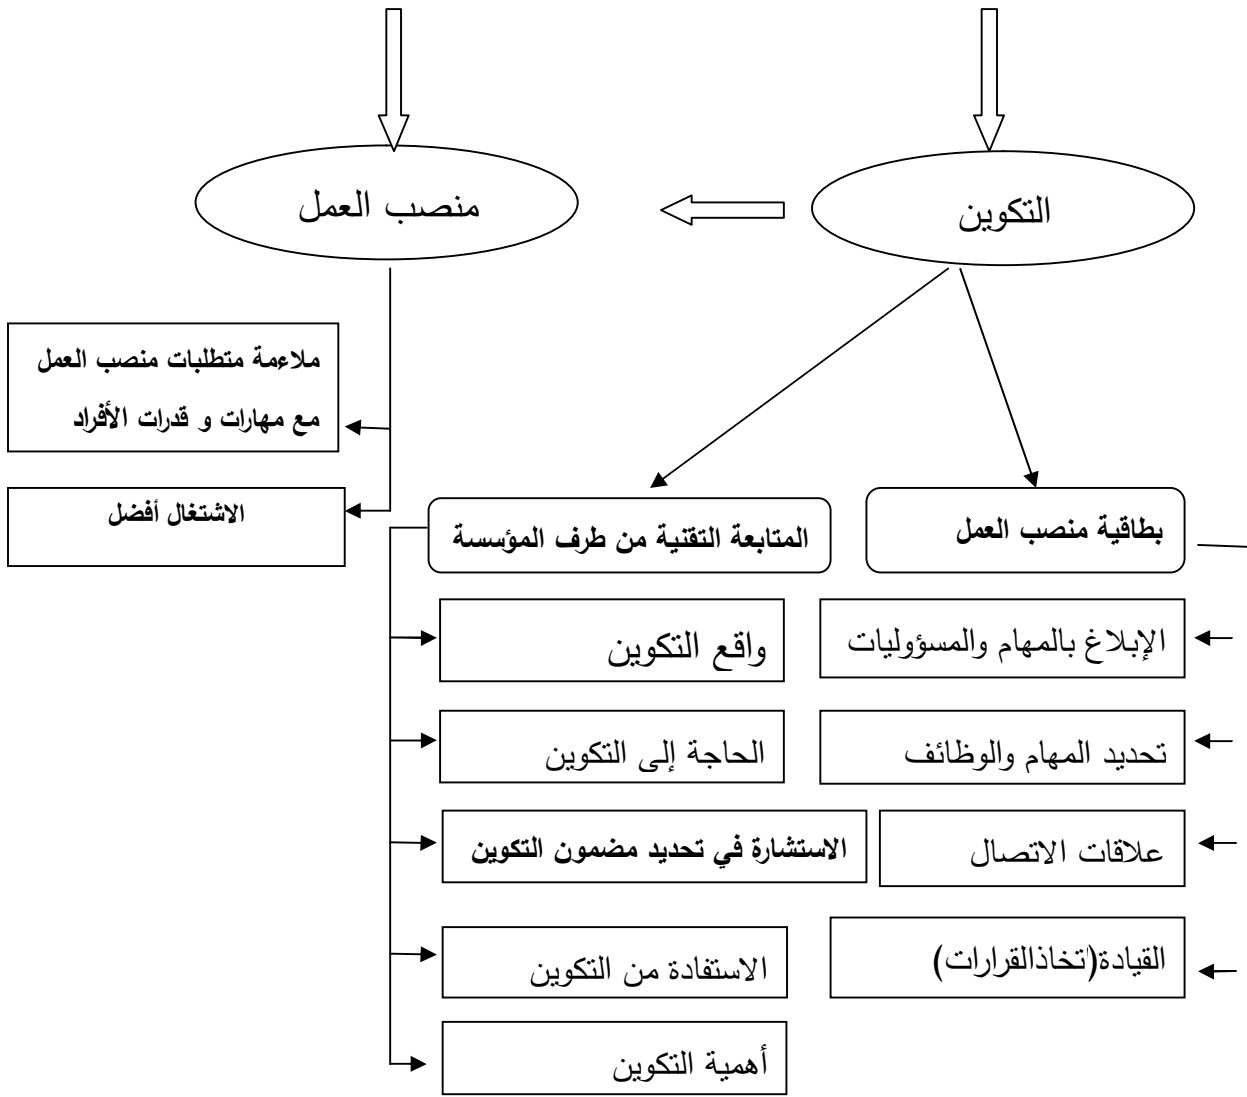 التكوين
منصب العمل
ملاءمة متطلبات منصب العمل
مع مهارات و قدرات الأفراد
الاشتغال أفضل
بطاقية منصب العمل
المتابعة التقنية من طرف المؤسسة
الإبلاغ بالمهام والمسؤوليات
واقع التكوين
تحديد المهام والوظائف
الحاجة إلى التكوين
علاقات الاتصال
الاستشارة في تحديد مضمون التكوين
القيادة(اتخاذالقرارات)
الاستفادة من التكوين
أهمية التكوين